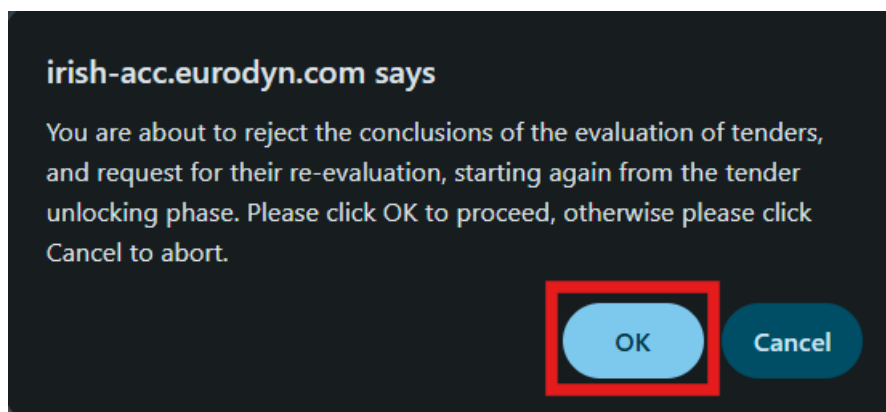 irish-acc.eurodyn.com says
You are about to reject the conclusions of the evaluation of tenders,
and request for their re-evaluation, starting again from the tender
unlocking phase. Please click OK to proceed, otherwise please click
Cancel to abort.
OK
Cancel